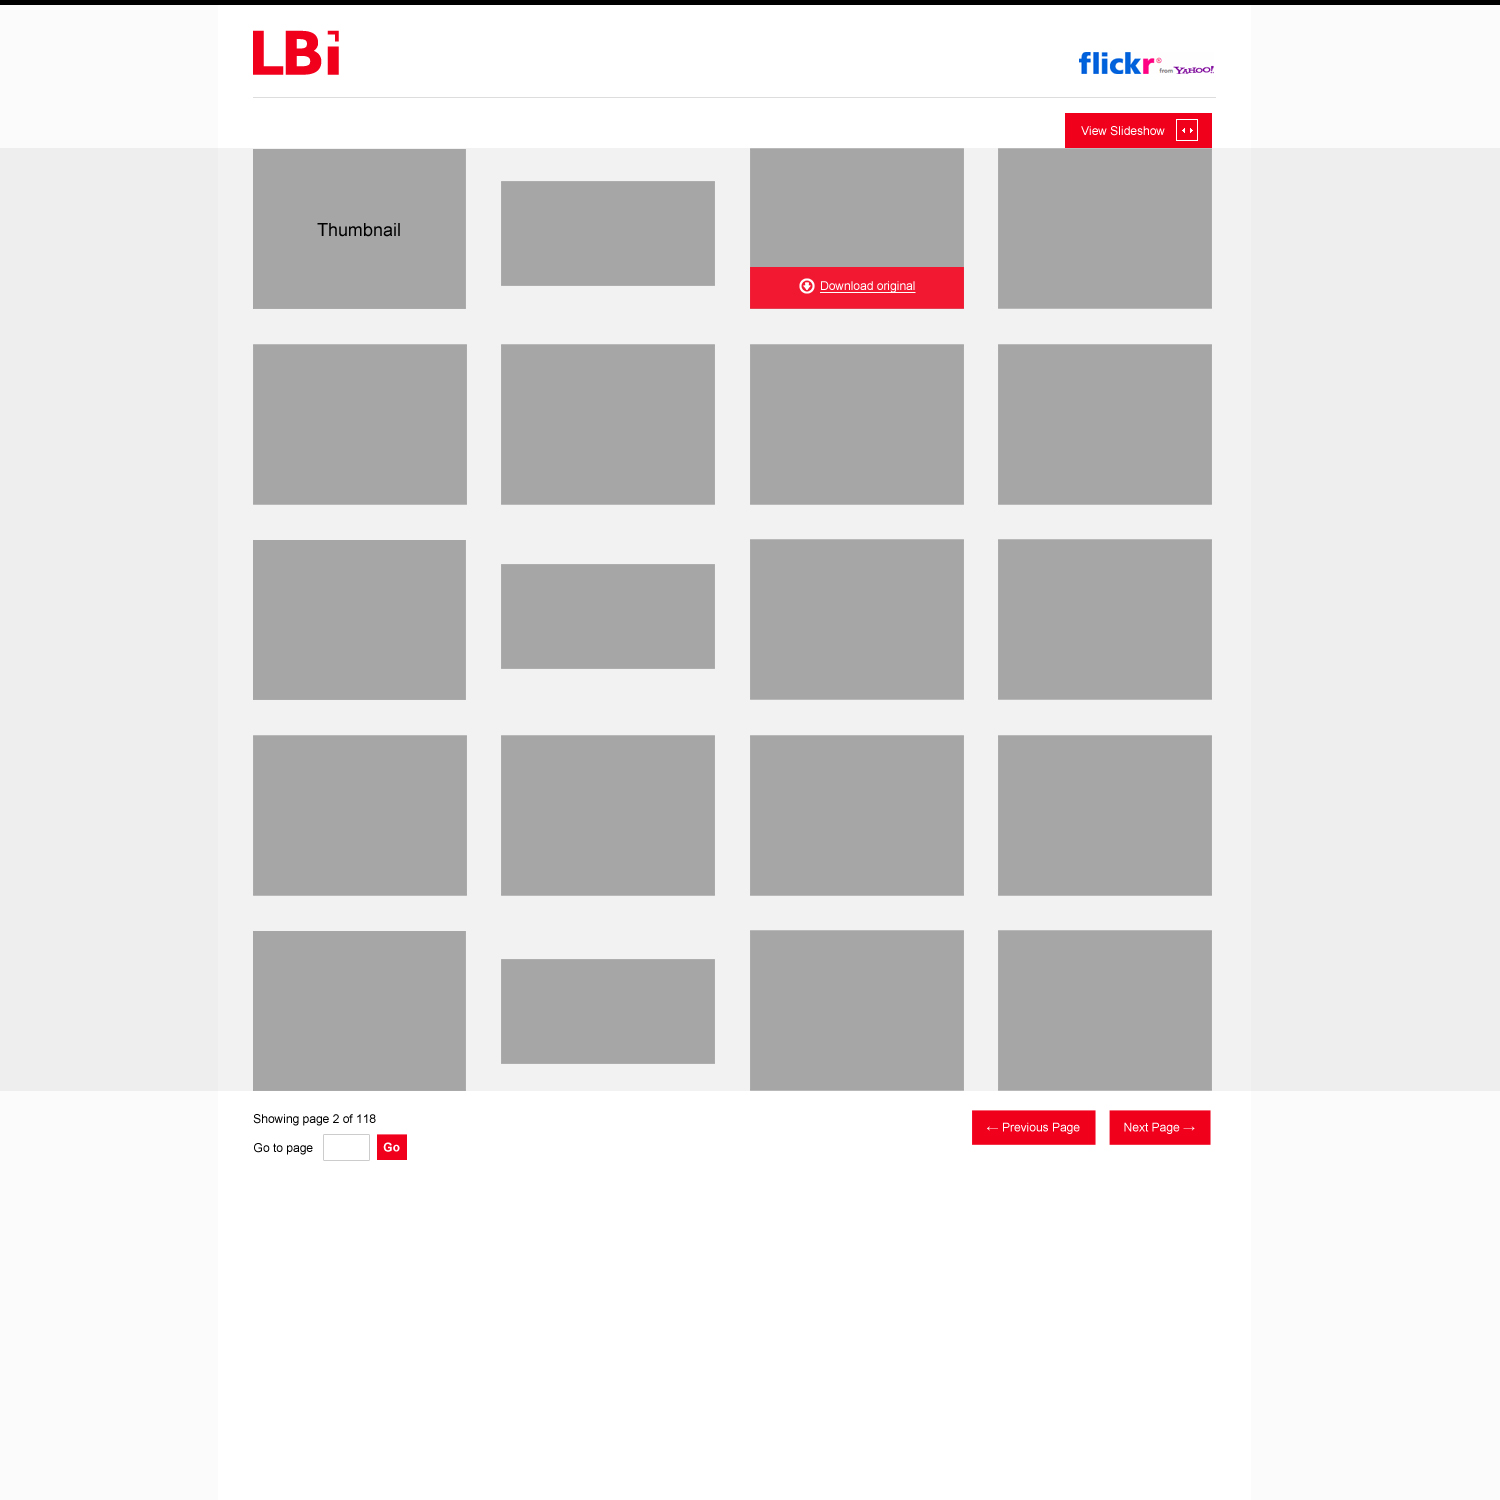 LBi
flickr® from YAHOO!
View Slideshow
Thumbnail
Download original
Showing page 2 of 118
Go to page
Go
← Previous Page
Next Page →